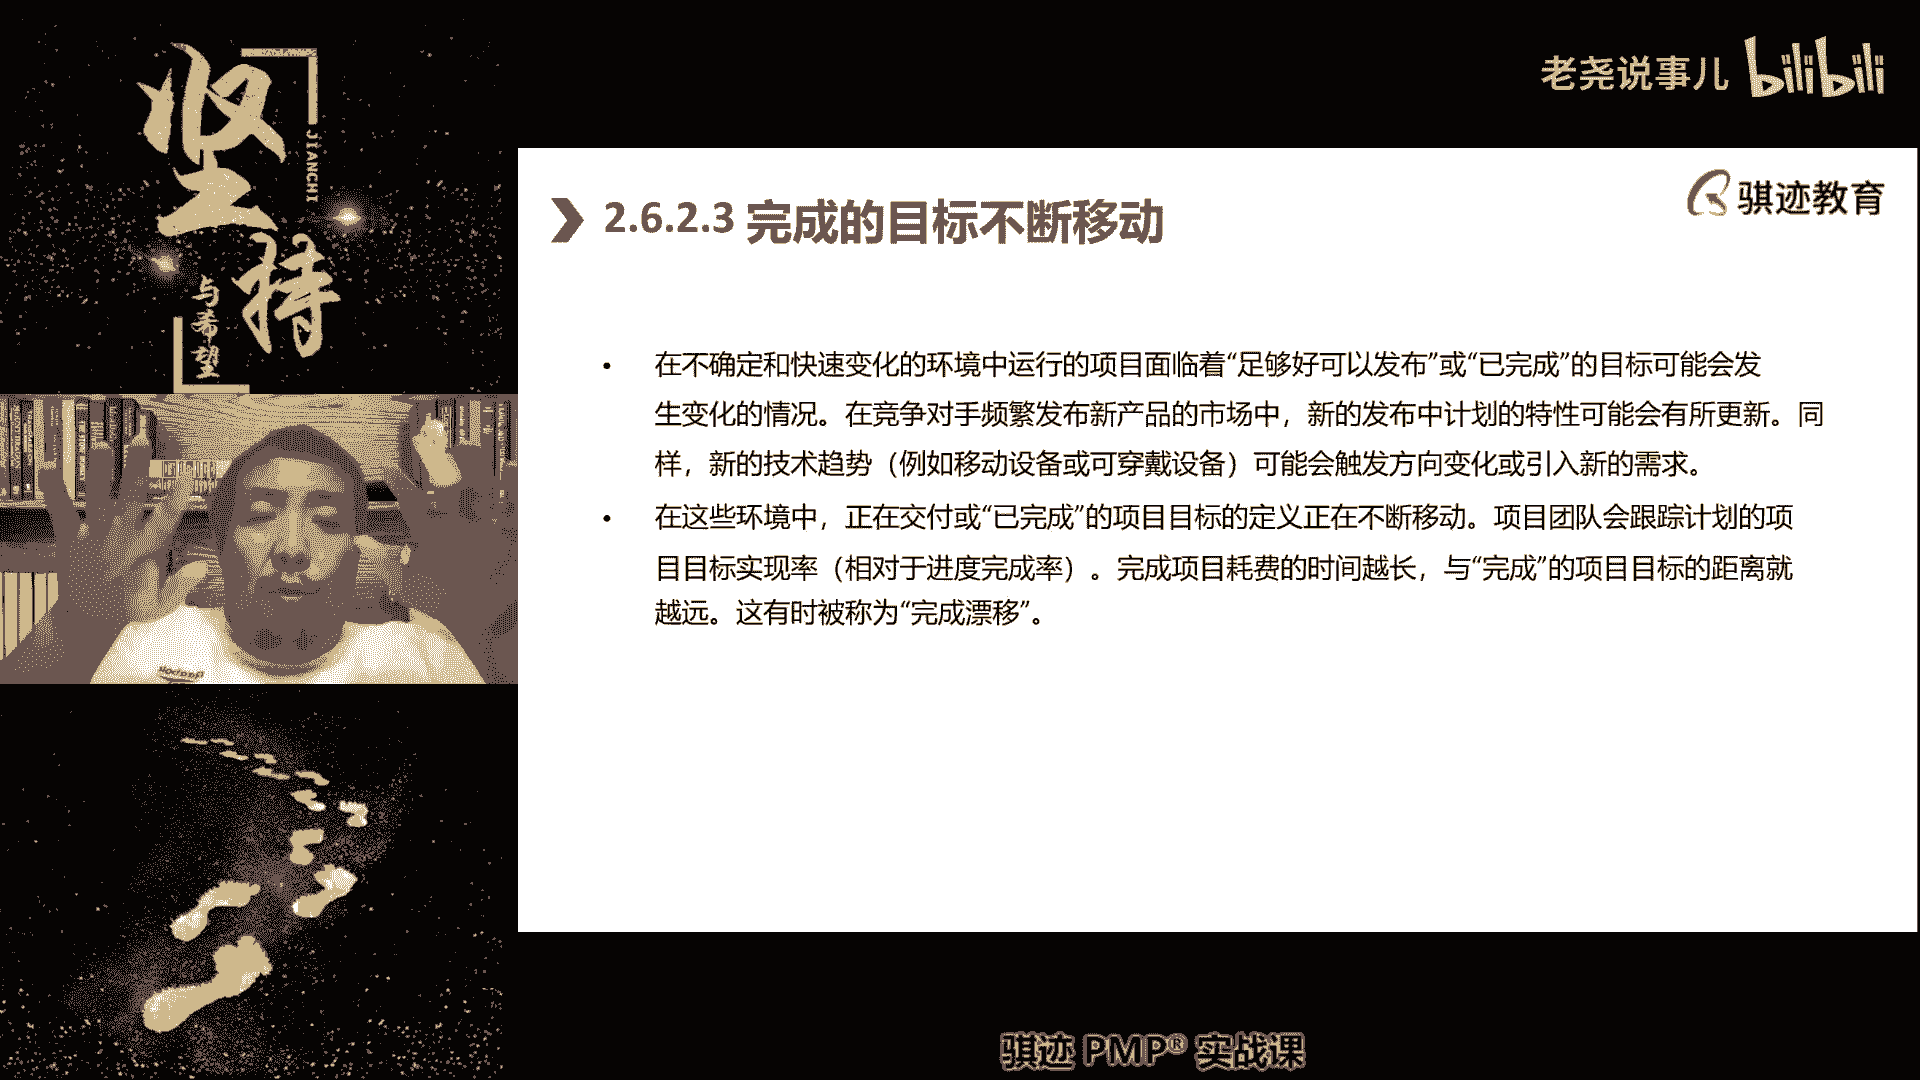 坚持
JIANCHI
与希望
老尧说事儿 bilibili
骐迹教育
2.6.2.3 完成的目标不断移动
• 在不确定和快速变化的环境中运行的项目面临着“足够好可以发布”或“已完成”的目标可能会发
生变化的情况。在竞争对手频繁发布新产品的市场中，新的发布中计划的特性可能会有所更新。同
样，新的技术趋势（例如移动设备或可穿戴设备）可能会触发方向变化或引入新的需求。
• 在这些环境中，正在交付或“已完成”的项目目标的定义正在不断移动。项目团队会跟踪计划的项
目目标实现率（相对于进度完成率）。完成项目耗费的时间越长，与“完成”的项目目标的距离就
越远。这有时被称为“完成漂移”。
骐迹 PMP® 实战课